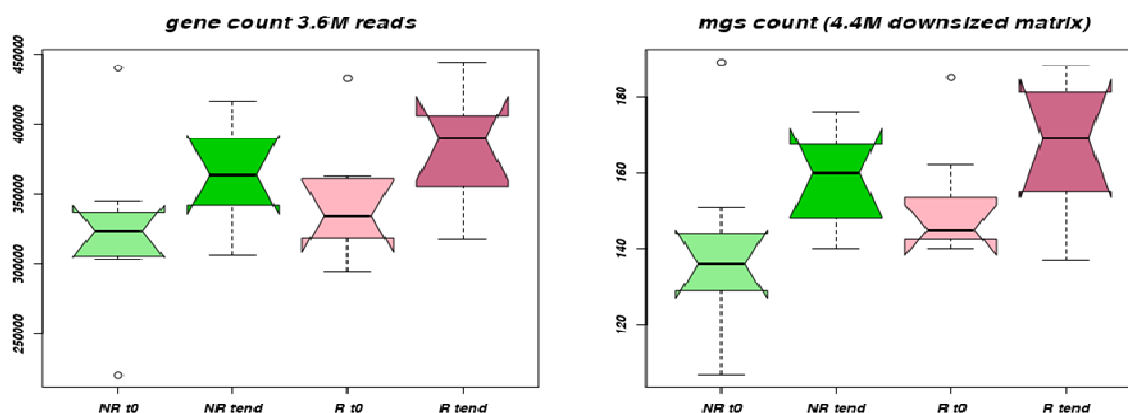 gene count 3.6M reads
450000
400000
350000
300000
250000
NR t0
NR tend
R t0
R tend
mgs count (4.4M downsized matrix)
180
160
140
120
NR t0
NR tend
R t0
R tend